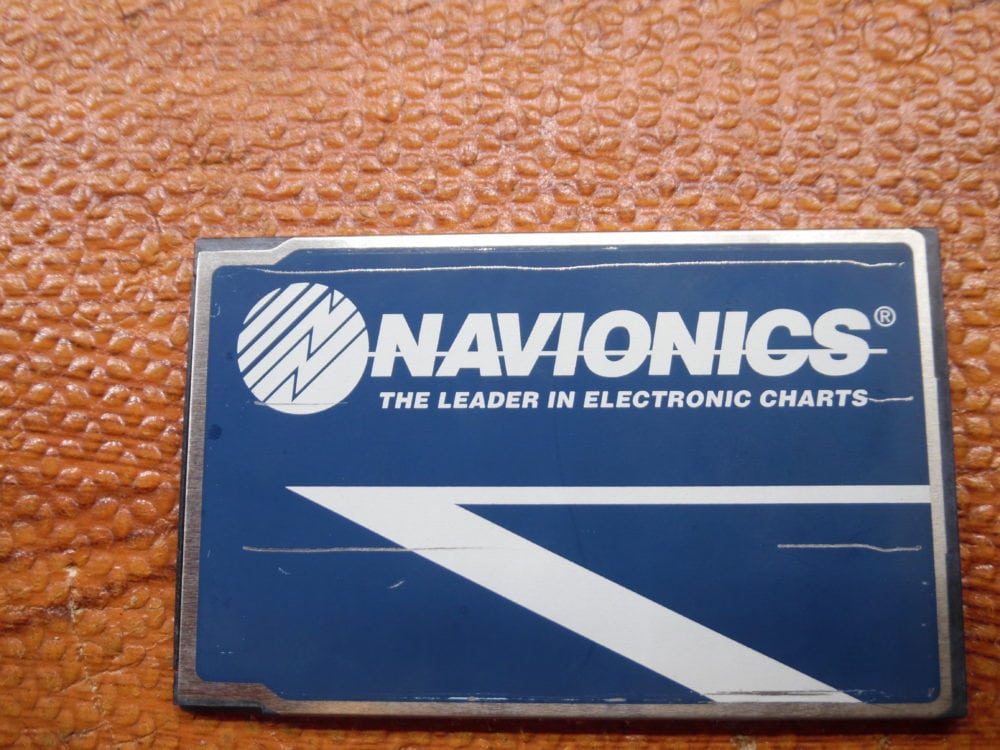 NAVIONICS®
THE LEADER IN ELECTRONIC CHARTS